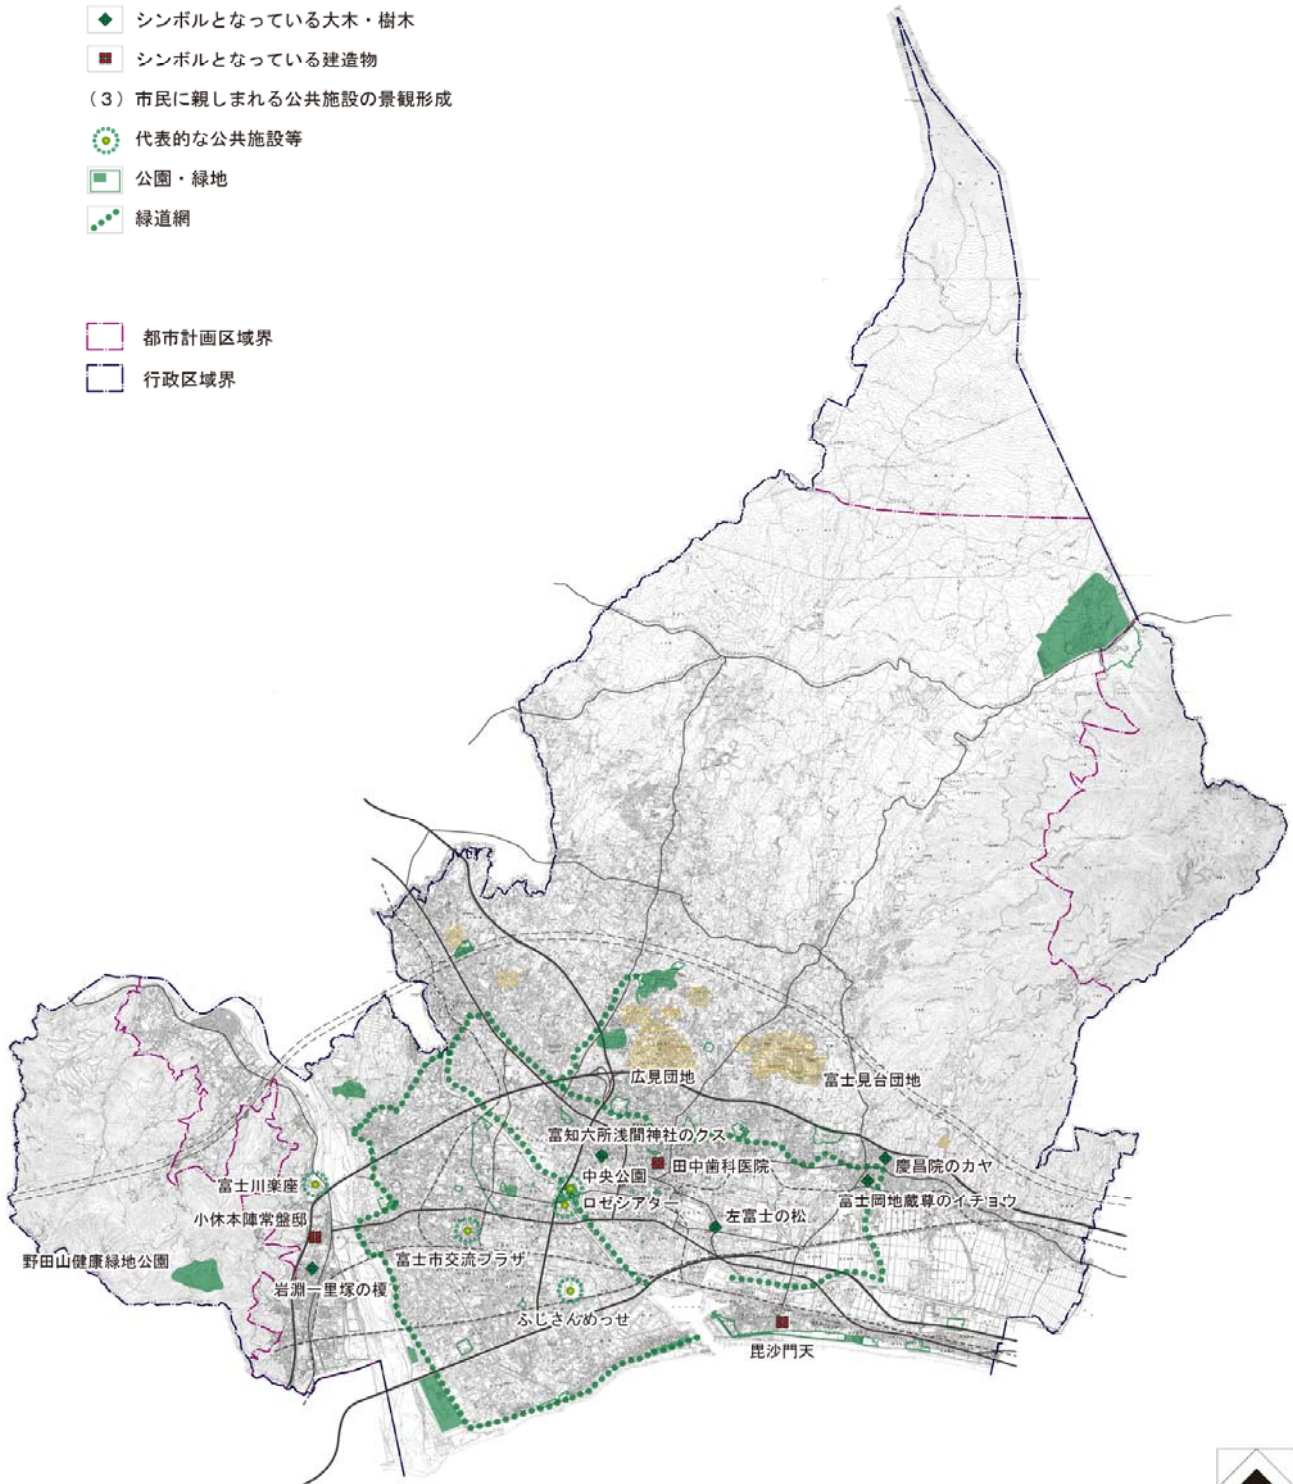 シンボルとなっている大木・樹木
シンボルとなっている建造物
（３）市民に親しまれる公共施設の景観形成
代表的な公共施設等
公園・緑地
緑道網
都市計画区域界
行政区域界
広見団地
富士見台団地
富知六所浅間神社のクス
中央公園
田中歯科医院
慶昌院のカヤ
富士川楽座
ロゼシアター
富士岡地蔵尊のイチョウ
小休本陣常盤邸
左富士の松
野田山健康緑地公園
富士市交流プラザ
岩淵一里塚の榎
ふじさんめっせ
毘沙門天